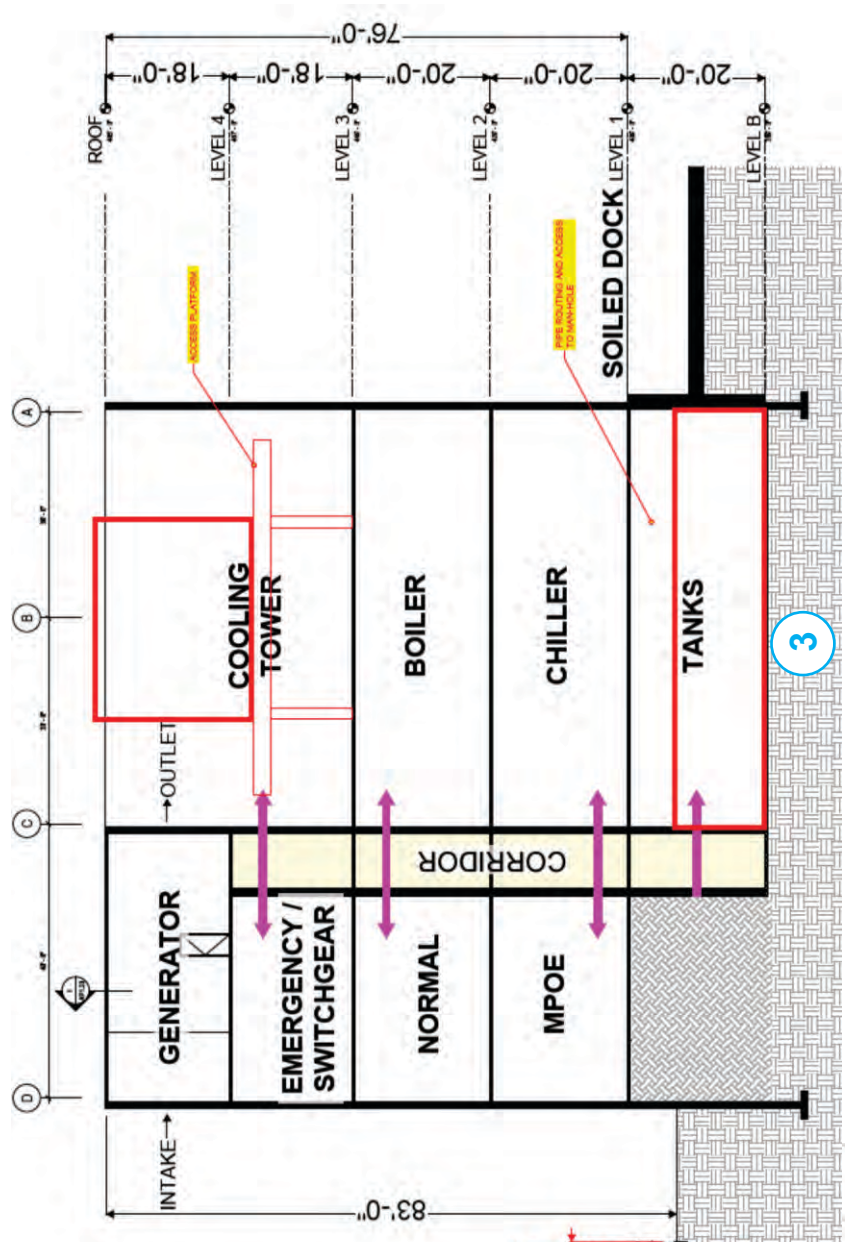 A
B
C
D
ROOF
LEVEL 4
LEVEL 3
LEVEL 2
LEVEL 1
LEVEL B
18'-0"
18'-0"
20'-0"
20'-0"
20'-0"
76'-0"
83'-0"
ACCESS PLATFORM
PIPE ROUTING AND ACCESS
TO MAN-HOLE
SOILED DOCK
INTAKE
OUTLET
GENERATOR
EMERGENCY /
SWITCHGEAR
NORMAL
MPOE
CORRIDOR
COOLING
TOWER
BOILER
CHILLER
TANKS
3